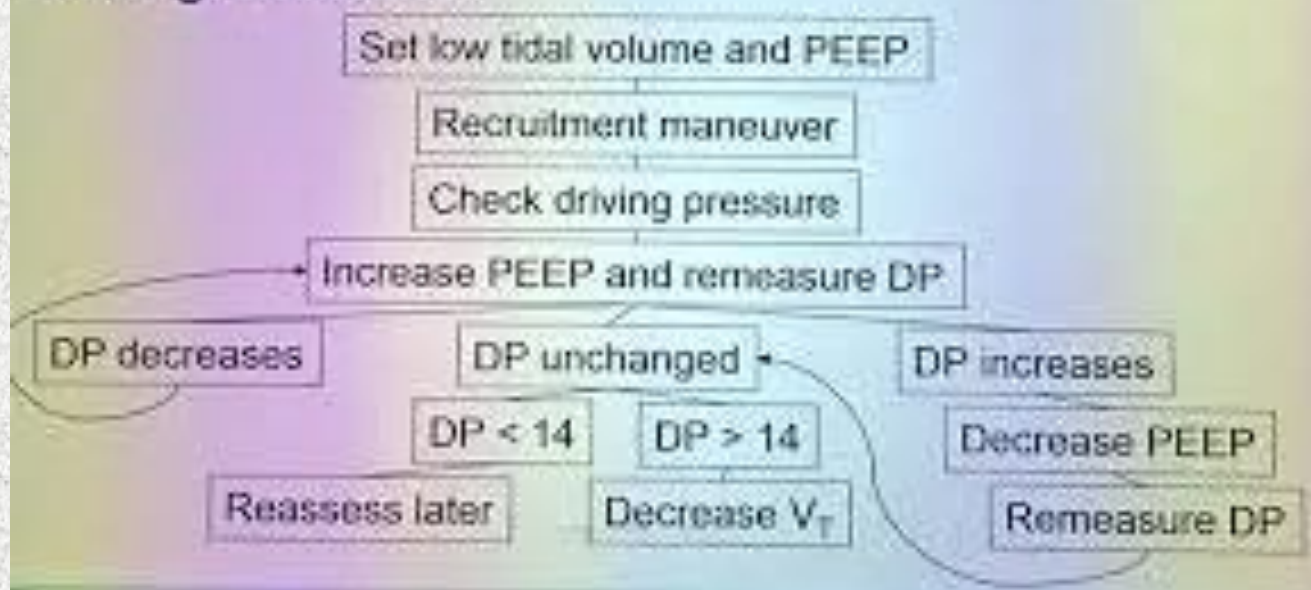 Set low tidal volume and PEEP
Recruitment maneuver
Check driving pressure
Increase PEEP and remeasure DP
DP decreases
DP unchanged
DP increases
DP < 14
DP > 14
Decrease PEEP
Reassess later
Decrease V_T
Remeasure DP